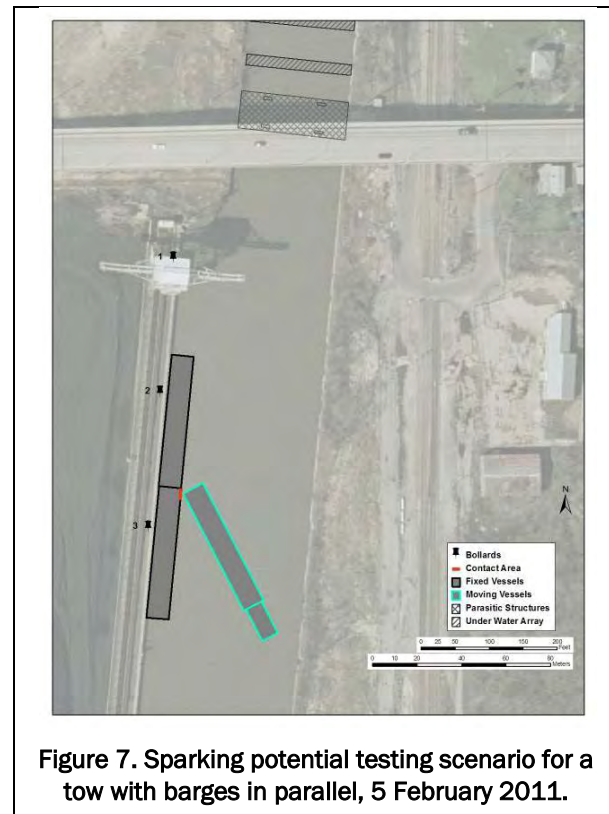 1
2
3
N
Bollards
Contact Area
Fixed Vessels
Moving Vessels
Parasitic Structures
Under Water Array
0 25 50 100 150 200
Feet
0 10 20 40 60 80
Meters
Figure 7. Sparking potential testing scenario for a
tow with barges in parallel, 5 February 2011.